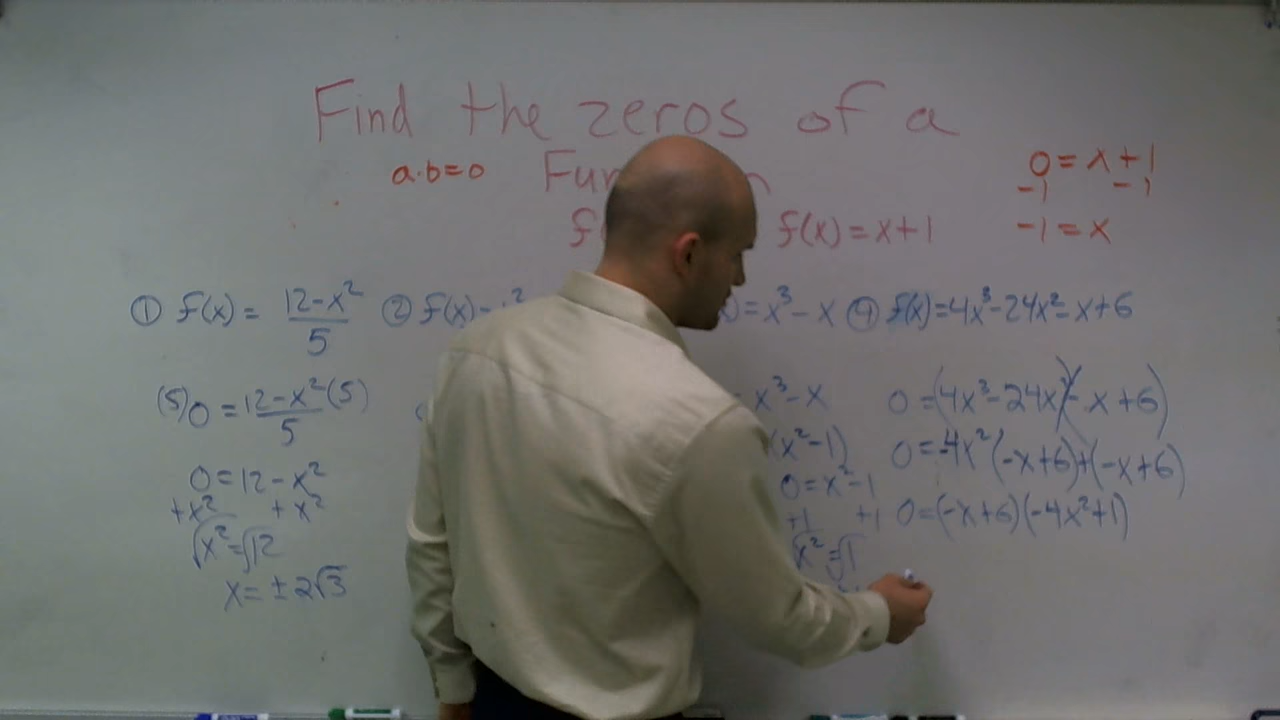 Find the zeros of a
a·b=0
0 = x + 1
-1 -1
f(x) = x+1
-1 = x
① f(x) = 12-x²/5
② f(x)
= x³ - x
④ f(x)=4x³-24x²-x+6
(5)0 = 12-x²(5)/5
x³ - x
0 = (4x³-24x²)(-x+6)
(x²-1)
0 = -4x²(-x+6)+(-x+6)
0 = 12-x²
+x² +x²
0 = x²-1
+1 +1
0=(-x+6)(-4x²+1)
√x² = √12
√x² = √1
x = ±2√3